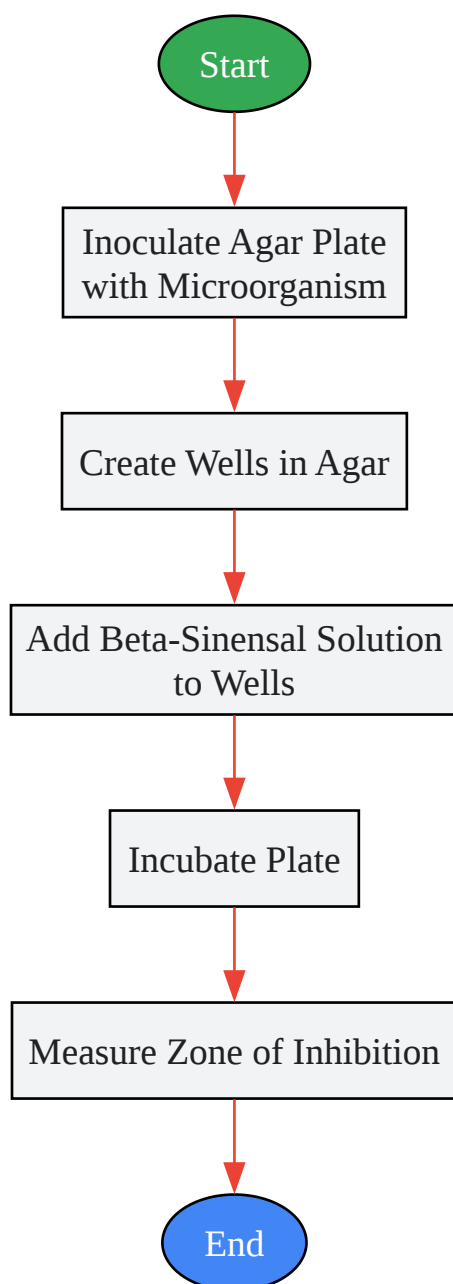 Start
Inoculate Agar Plate
with Microorganism
Create Wells in Agar
Add Beta-Sinensal Solution
to Wells
Incubate Plate
Measure Zone of Inhibition
End